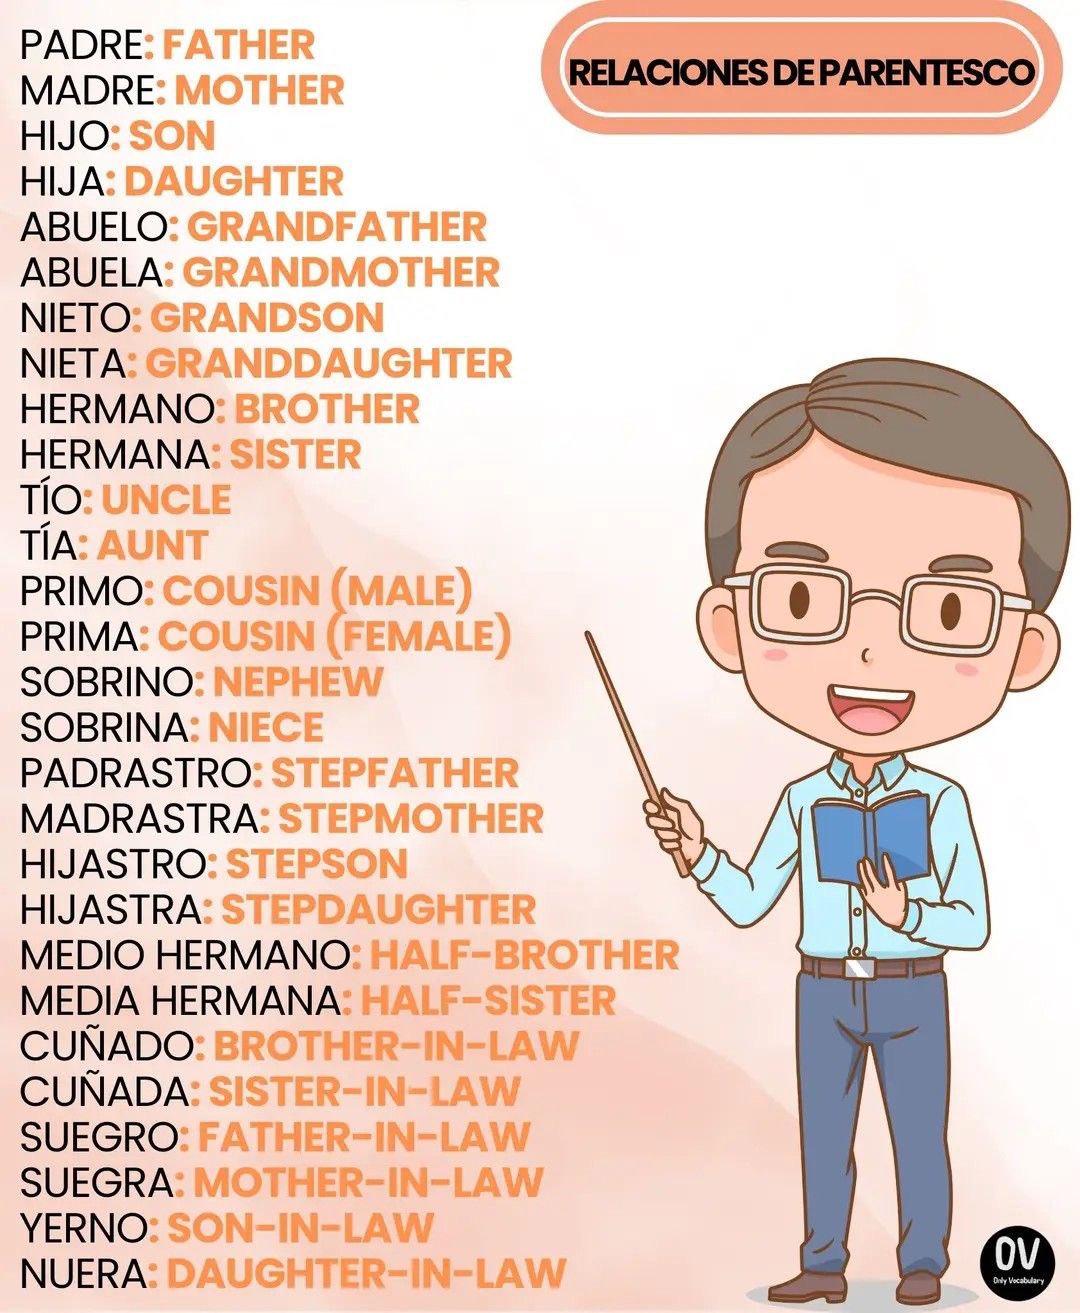 RELACIONES DE PARENTESCO
PADRE: FATHER
MADRE: MOTHER
HIJO: SON
HIJA: DAUGHTER
ABUELO: GRANDFATHER
ABUELA: GRANDMOTHER
NIETO: GRANDSON
NIETA: GRANDDAUGHTER
HERMANO: BROTHER
HERMANA: SISTER
TÍO: UNCLE
TÍA: AUNT
PRIMO: COUSIN (MALE)
PRIMA: COUSIN (FEMALE)
SOBRINO: NEPHEW
SOBRINA: NIECE
PADRASTRO: STEPFATHER
MADRASTRA: STEPMOTHER
HIJASTRO: STEPSON
HIJASTRA: STEPDAUGHTER
MEDIO HERMANO: HALF-BROTHER
MEDIA HERMANA: HALF-SISTER
CUÑADO: BROTHER-IN-LAW
CUÑADA: SISTER-IN-LAW
SUEGRO: FATHER-IN-LAW
SUEGRA: MOTHER-IN-LAW
YERNO: SON-IN-LAW
NUERA: DAUGHTER-IN-LAW
OV
Only Vocabulary